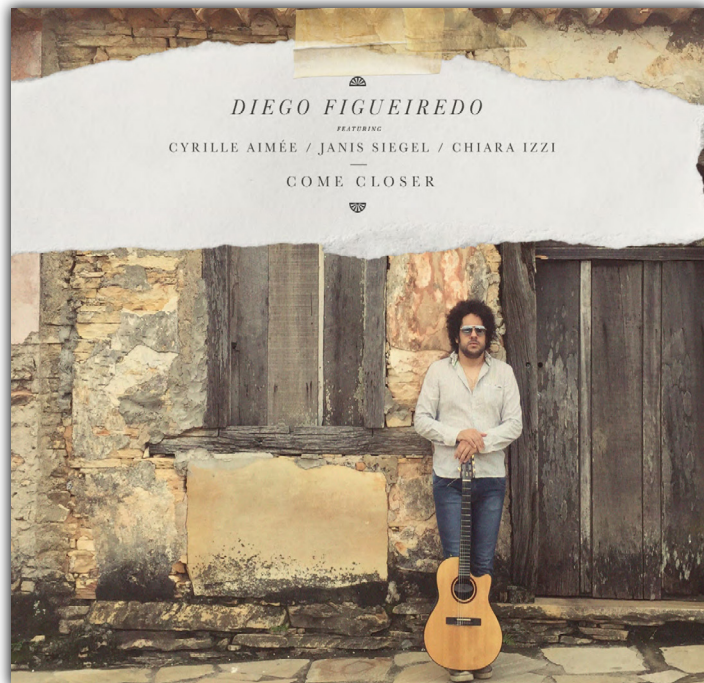 DIEGO FIGUEIREDO
FEATURING
CYRILLE AIMÉE / JANIS SIEGEL / CHIARA IZZI
COME CLOSER